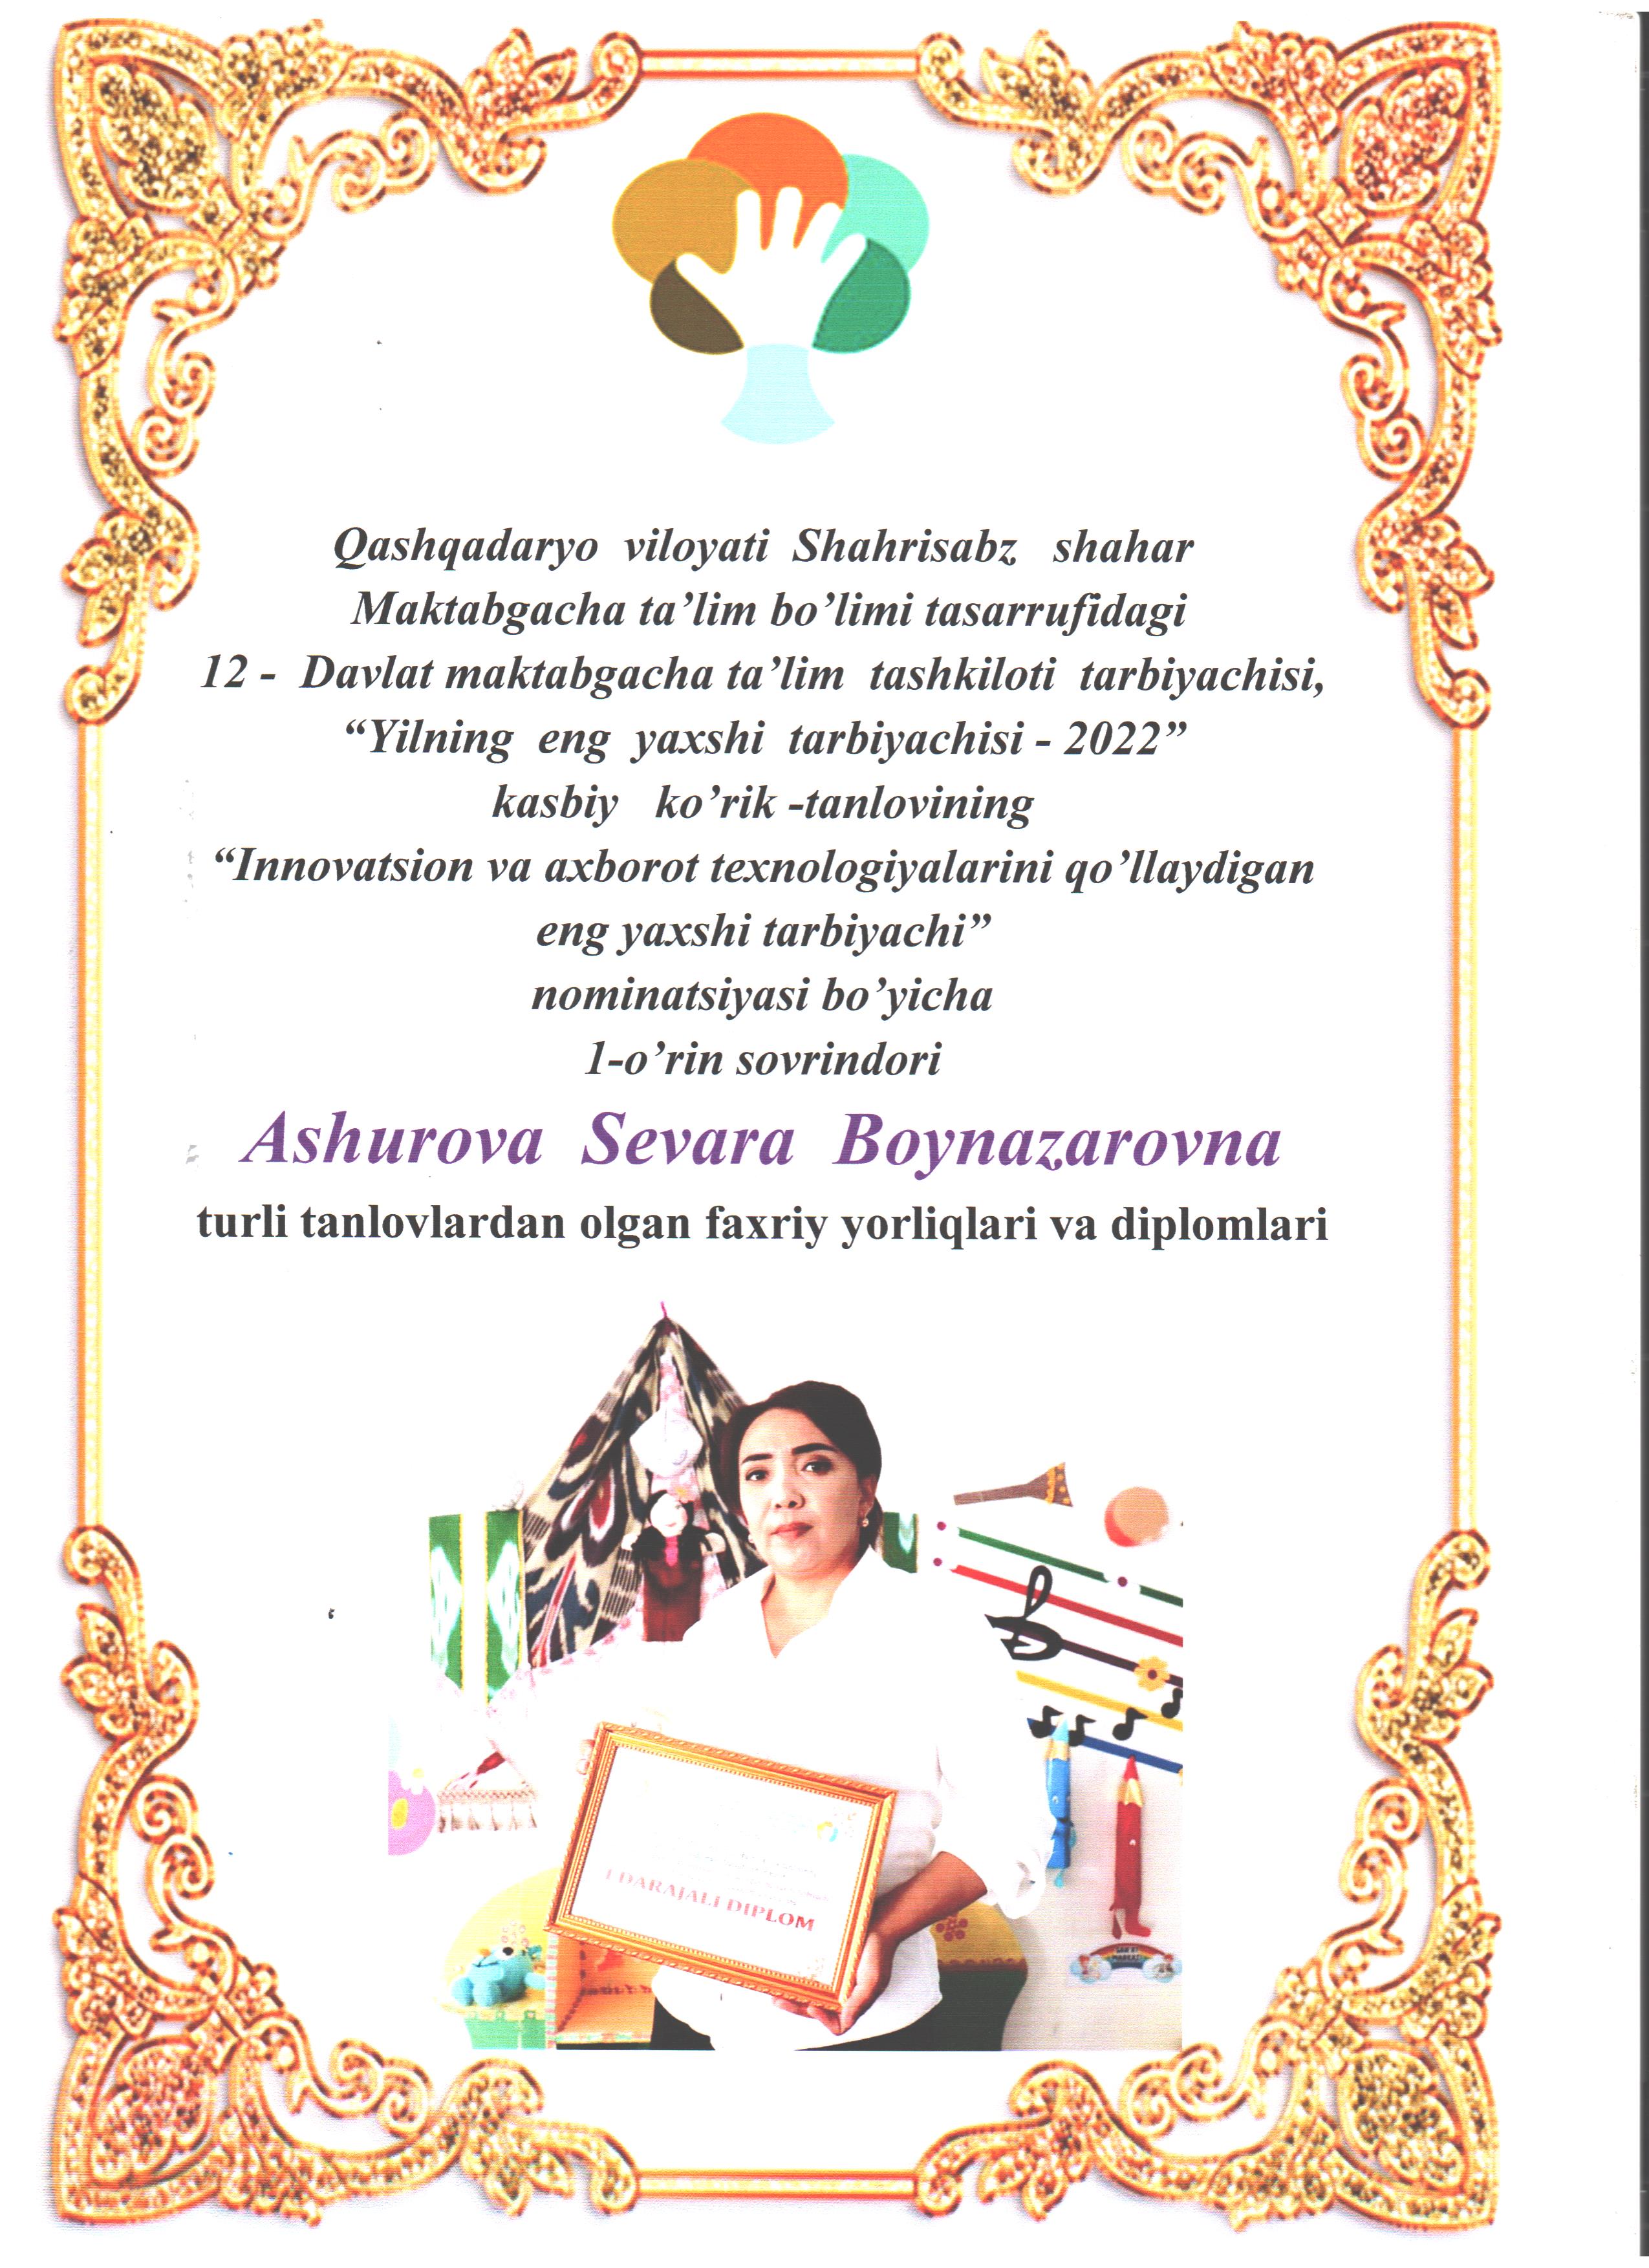 Qashqadaryo viloyati Shahrisabz shahar
Maktabgacha ta’lim bo’limi tasarrufidagi
12 - Davlat maktabgacha ta’lim tashkiloti tarbiyachisi,
“Yilning eng yaxshi tarbiyachisi - 2022”
kasbiy ko’rik -tanlovining
“Innovatsion va axborot texnologiyalarini qo’llaydigan
eng yaxshi tarbiyachi”
nominatsiyasi bo’yicha
1-o’rin sovrindori
Ashurova Sevara Boynazarovna
turli tanlovlardan olgan faxriy yorliqlari va diplomlari
I DARAJALI DIPLOM